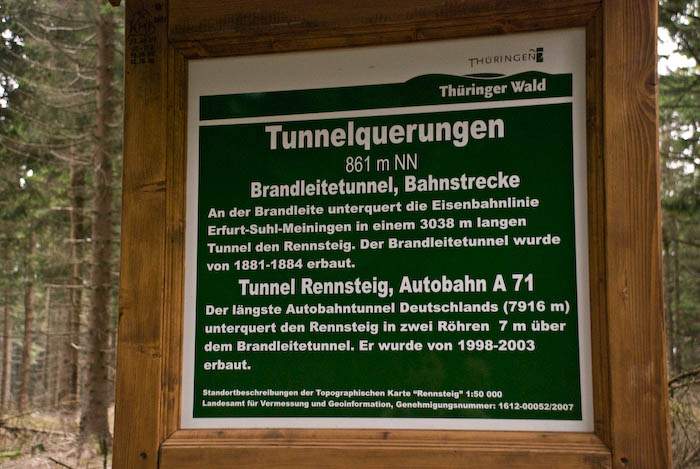 THÜRINGEN
Thüringer Wald
Tunnelquerungen
861 m NN
Brandleitetunnel, Bahnstrecke
An der Brandleite unterquert die Eisenbahnlinie
Erfurt-Suhl-Meiningen in einem 3038 m langen
Tunnel den Rennsteig. Der Brandleitetunnel wurde
von 1881-1884 erbaut.
Tunnel Rennsteig, Autobahn A 71
Der längste Autobahntunnel Deutschlands (7916 m)
unterquert den Rennsteig in zwei Röhren 7 m über
dem Brandleitetunnel. Er wurde von 1998-2003
erbaut.
Standortbeschreibungen der Topographischen Karte "Rennsteig" 1:50 000
Landesamt für Vermessung und Geoinformation, Genehmigungsnummer: 1612-00052/2007